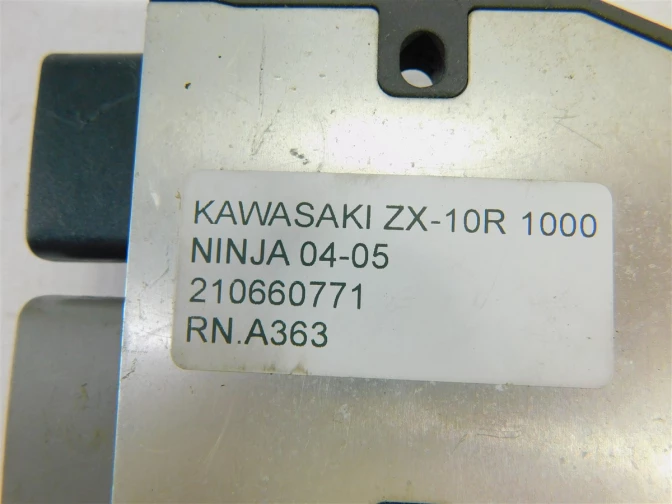 KAWASAKI ZX-10R 1000
NINJA 04-05
210660771
RN.A363